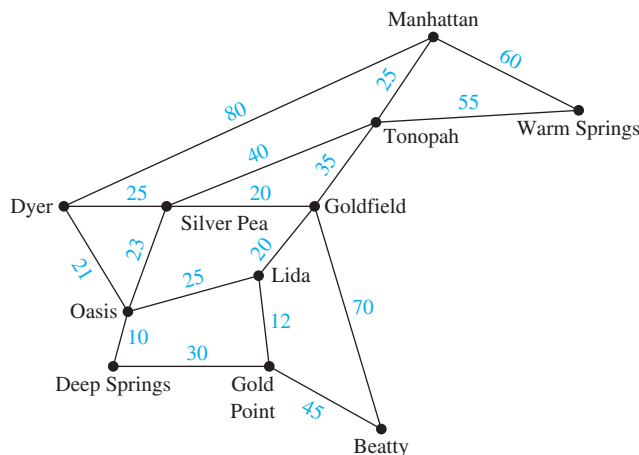 Manhattan
60
25
80
55
Warm Springs
Tonopah
40
35
25
20
Dyer
Goldfield
Silver Pea
23
20
21
25
Lida
Oasis
70
10
12
30
Deep Springs
Gold
Point
45
Beatty